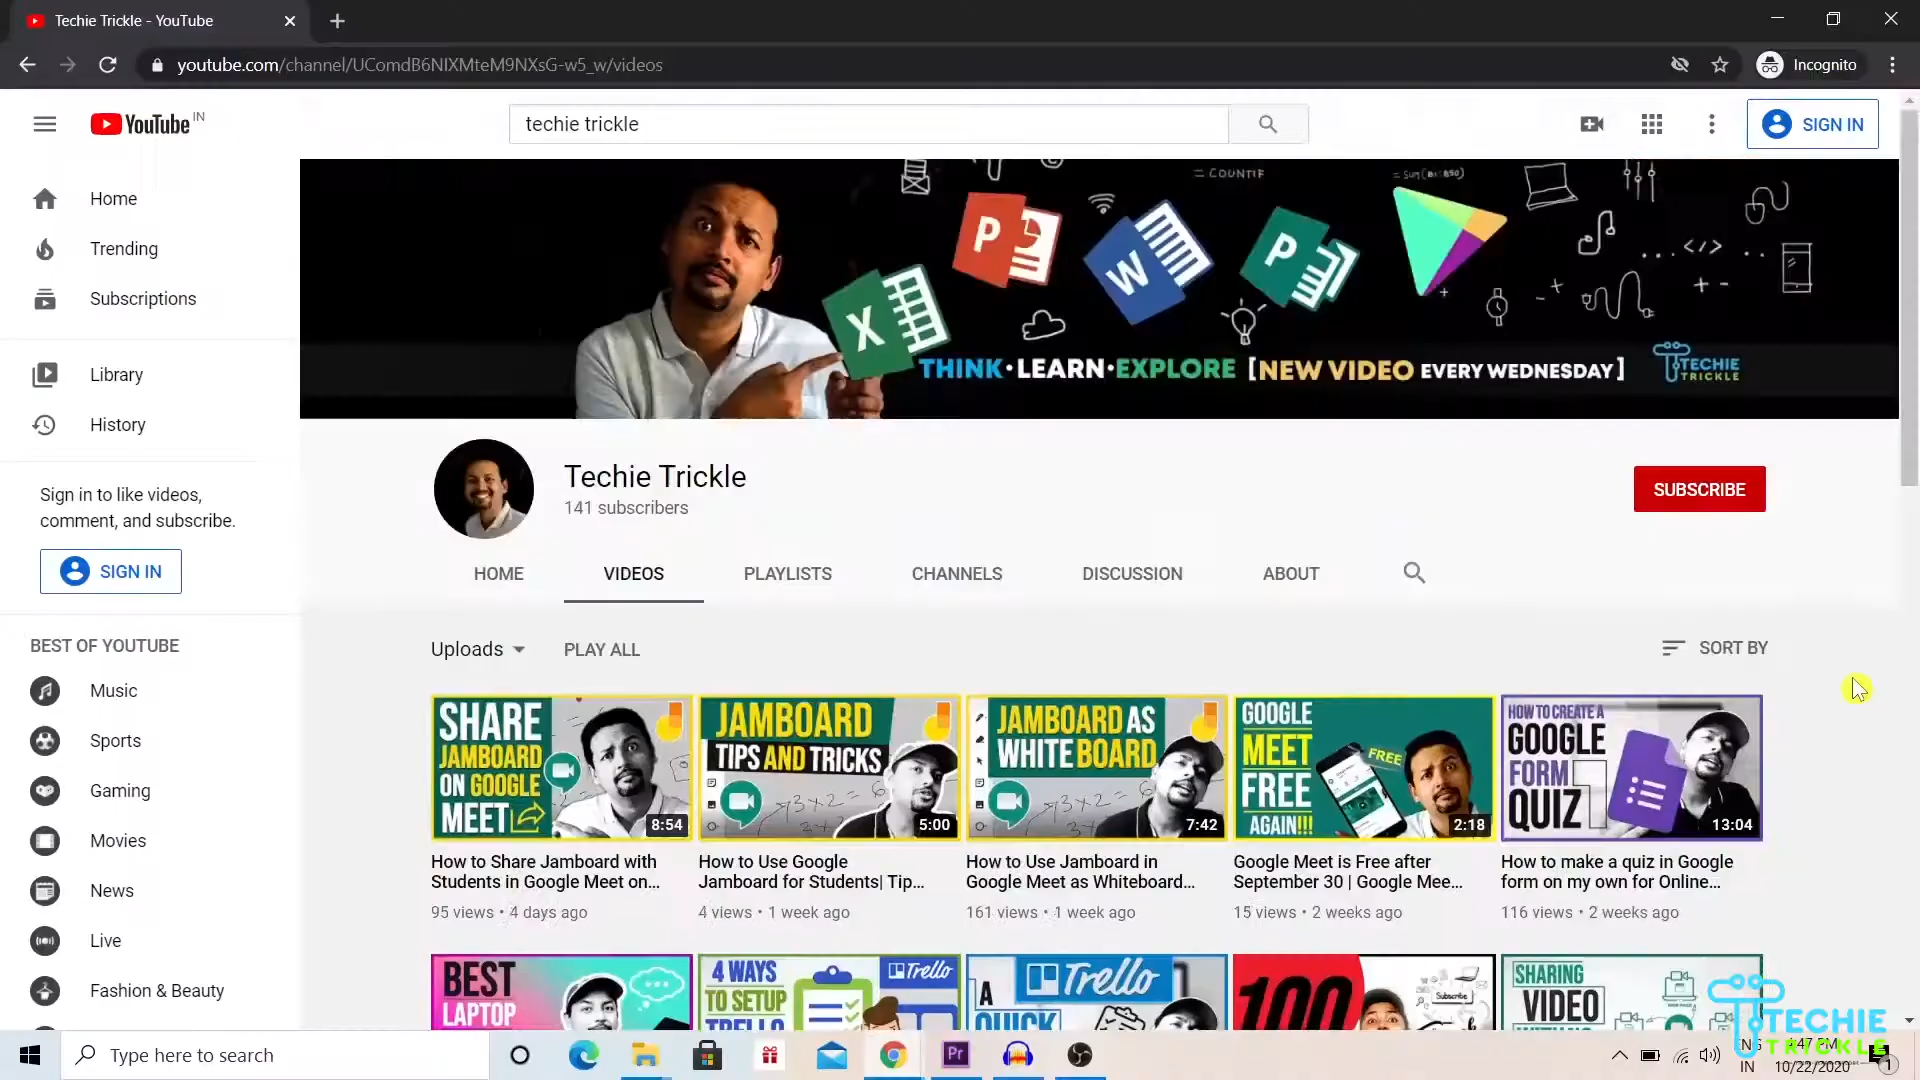 Techie Trickle - YouTube
youtube.com/channel/UComdB6NIXMteM9NXsG-w5_w/videos
Incognito
YouTube IN
techie trickle
SIGN IN
Home
Trending
Subscriptions
Library
History
Sign in to like videos,
comment, and subscribe.
SIGN IN
BEST OF YOUTUBE
Music
Sports
Gaming
Movies
News
Live
Fashion & Beauty
= COUNTIF
P
W
P
X
THINK·LEARN·EXPLORE [NEW VIDEO EVERY WEDNESDAY]
TECHIE
TRICKLE
Techie Trickle
141 subscribers
SUBSCRIBE
HOME
VIDEOS
PLAYLISTS
CHANNELS
DISCUSSION
ABOUT
Uploads
PLAY ALL
SORT BY
SHARE
JAMBOARD
ON GOOGLE
MEET
8:54
How to Share Jamboard with
Students in Google Meet on...
95 views • 4 days ago
JAMBOARD
TIPS AND TRICKS
5:00
How to Use Google
Jamboard for Students| Tip...
4 views • 1 week ago
JAMBOARD AS
WHITE BOARD
7:42
How to Use Jamboard in
Google Meet as Whiteboard...
161 views • 1 week ago
GOOGLE
MEET
FREE
AGAIN!!!
FREE
2:18
Google Meet is Free after
September 30 | Google Mee...
15 views • 2 weeks ago
HOW TO CREATE A
GOOGLE
FORM
QUIZ
13:04
How to make a quiz in Google
form on my own for Online...
116 views • 2 weeks ago
BEST
LAPTOP
4 WAYS
TO SETUP
TRELLO
Trello
Trello
A
QUICK
100
Subscribe
SHARING
VIDEO
TECHIE
TRICKLE
Type here to search
Pr
IN
10/22/2020
1